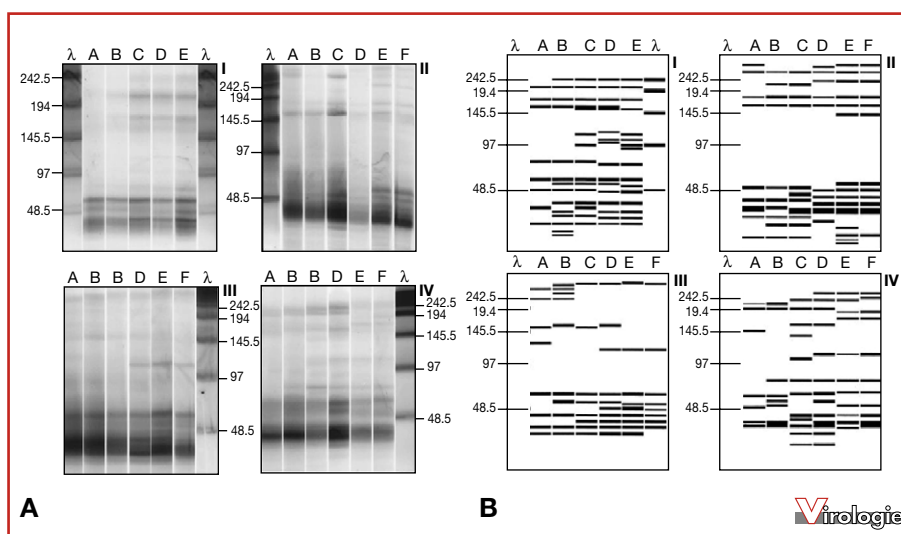 λ A B C D E λ
I
242.5
194
145.5
97
48.5
λ A B C D E F
II
242.5
194
145.5
97
48.5
A B B D E F λ
III
242.5
194
145.5
97
48.5
A B B D E F λ
IV
242.5
194
145.5
97
48.5
A
λ A B C D E λ
I
242.5
19.4
145.5
97
48.5
λ A B C D E F
II
242.5
19.4
145.5
97
48.5
λ A B C D E F
III
242.5
19.4
145.5
97
48.5
λ A B C D E F
IV
242.5
19.4
145.5
97
48.5
B
Virologie